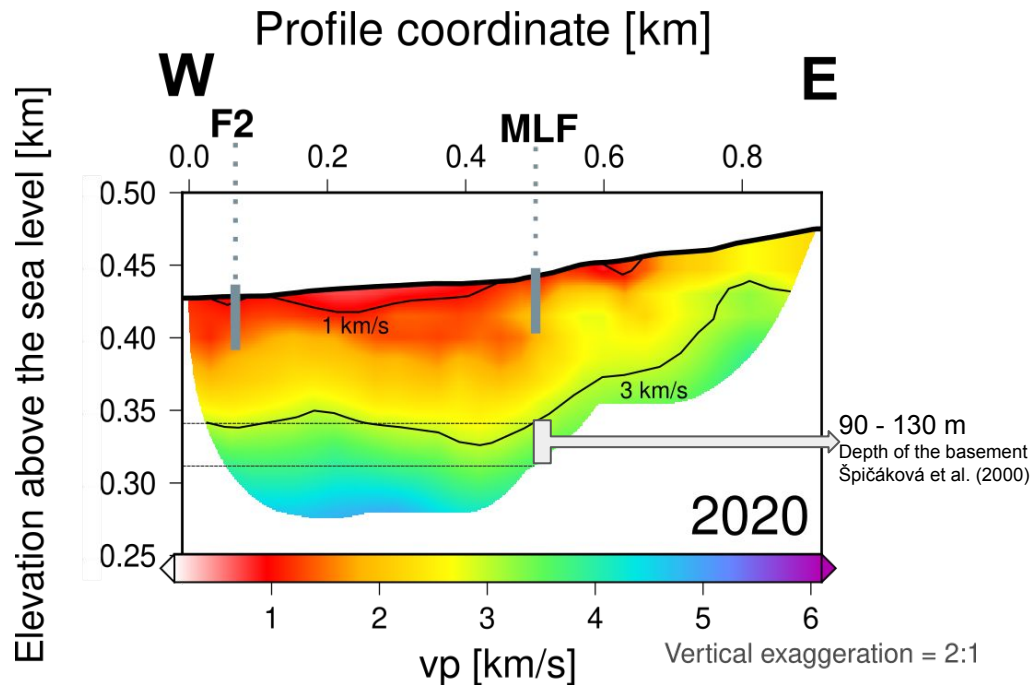 Profile coordinate [km]
W
E
F2
MLF
0.0 0.2 0.4 0.6 0.8
Elevation above the sea level [km]
0.50
0.45
0.40
0.35
0.30
0.25
1 km/s
3 km/s
90 - 130 m
Depth of the basement
Špičáková et al. (2000)
2020
1 2 3 4 5 6
vp [km/s]
Vertical exaggeration = 2:1